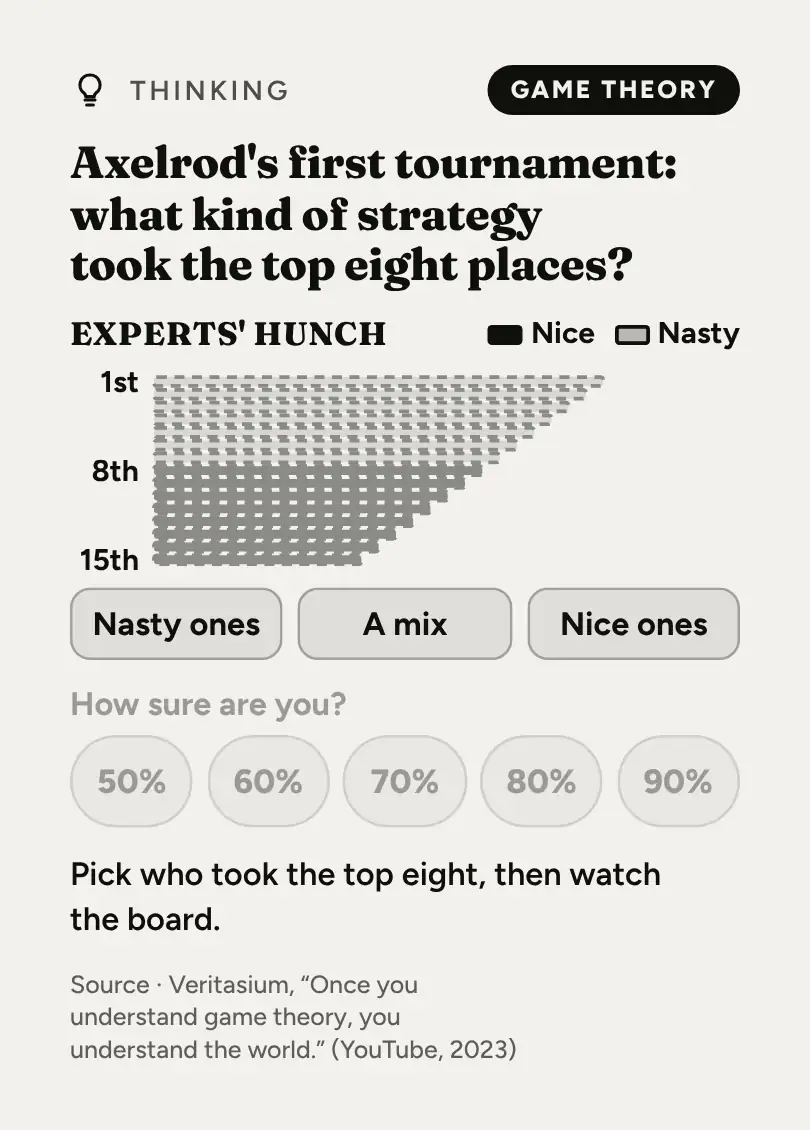 THINKING
GAME THEORY
Axelrod's first tournament:
what kind of strategy
took the top eight places?
EXPERTS' HUNCH
Nice
Nasty
1st
8th
15th
Nasty ones
A mix
Nice ones
How sure are you?
50%
60%
70%
80%
90%
Pick who took the top eight, then watch
the board.
Source · Veritasium, “Once you
understand game theory, you
understand the world.” (YouTube, 2023)